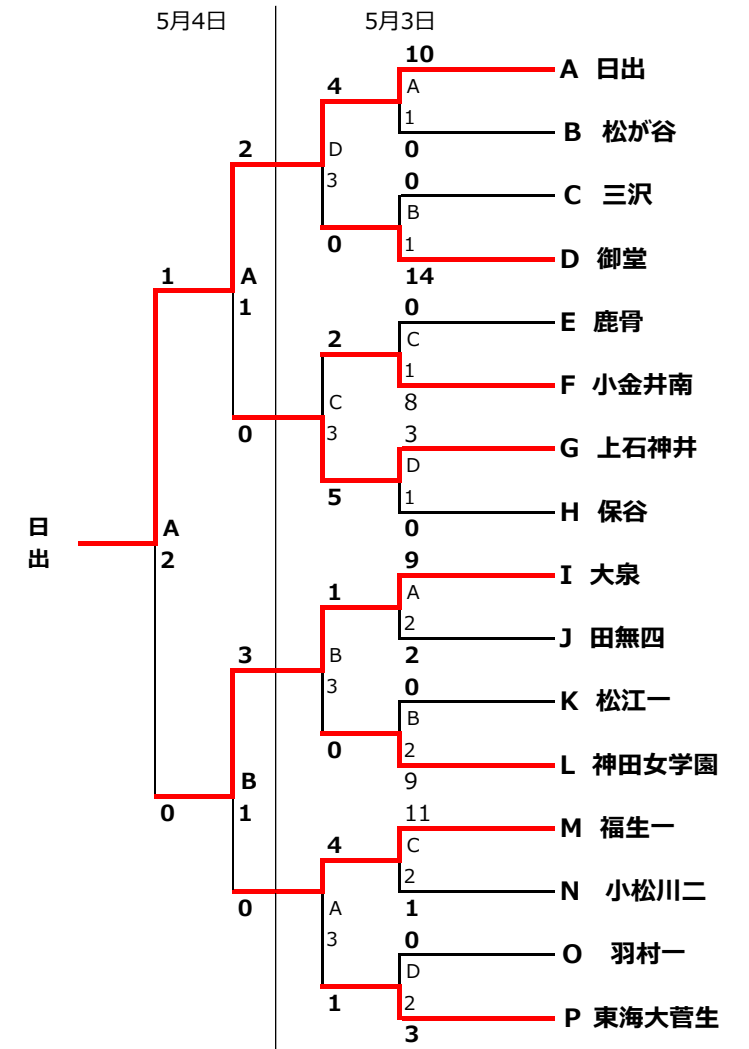 5月4日 5月3日
10
A 日出
4 A
1
B 松が谷
2 D 0
3 0
C 三沢
B
0 1
D 御堂
1 A 14
1 0
E 鹿骨
2 C
1
F 小金井南
C 8
0 3 3
G 上石神井
D
5 1
H 保谷
日 A 0
出 2 9
I 大泉
1 A
2
J 田無四
3 B 2
3 0
K 松江一
B
0 2
L 神田女学園
B 9
0 1 11
M 福生一
4 C
2
N 小松川二
0 A 1
3 0
O 羽村一
D
1 2
P 東海大菅生
3